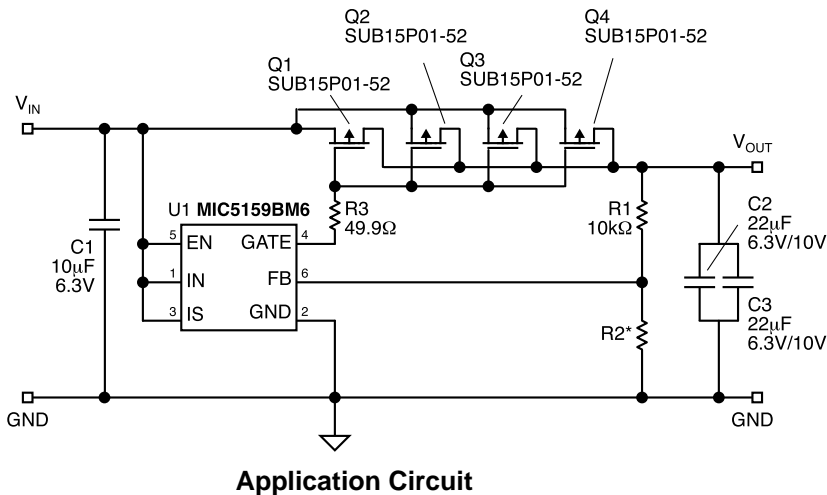 Q2
SUB15P01-52
Q4
SUB15P01-52
Q1
SUB15P01-52
Q3
SUB15P01-52
VIN
VOUT
U1 MIC5159BM6
R3
49.9Ω
R1
10kΩ
C2
22µF
6.3V/10V
C1
10µF
6.3V
5 EN GATE 4
1 IN FB 6
3 IS GND 2
C3
22µF
6.3V/10V
R2*
GND
GND
Application Circuit